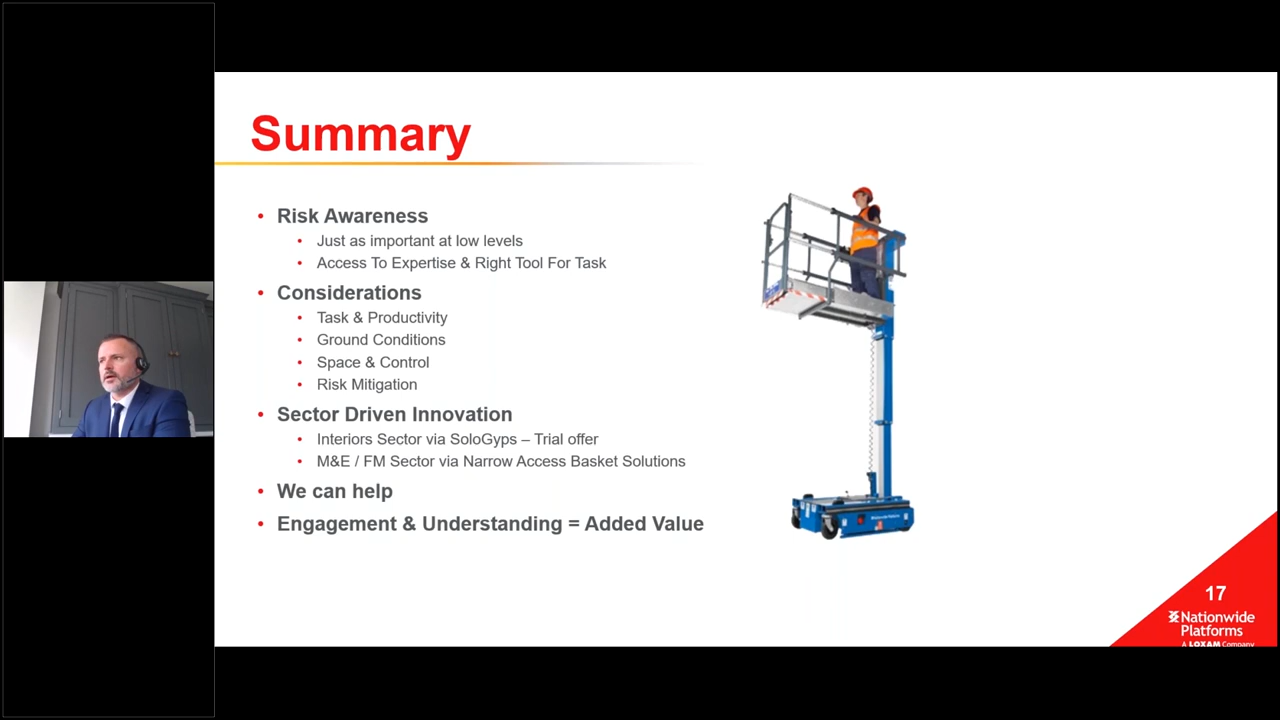 Summary
• Risk Awareness
• Just as important at low levels
• Access To Expertise & Right Tool For Task
• Considerations
• Task & Productivity
• Ground Conditions
• Space & Control
• Risk Mitigation
• Sector Driven Innovation
• Interiors Sector via SoloGyps – Trial offer
• M&E / FM Sector via Narrow Access Basket Solutions
• We can help
• Engagement & Understanding = Added Value
17
Nationwide
Platforms
A LOXAM Company